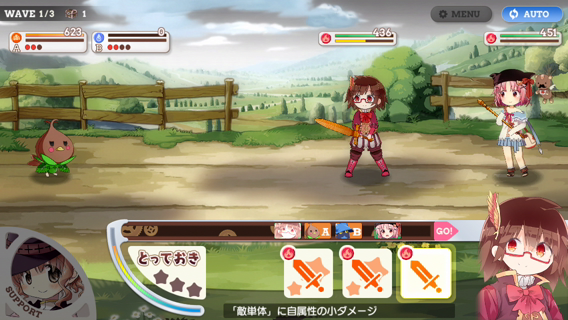 WAVE 1/3 1
MENU
AUTO
623
A
0
B
436
451
A
B
GO!
とっておき
SUPPORT
「敵単体」に自属性の小ダメージ